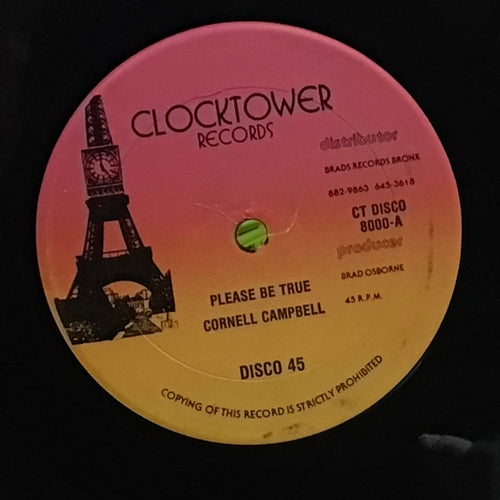 CLOCKTOWER
RECORDS
distributor
BRADS RECORDS BRONX
882-9863 645-3618
CT DISCO
8000-A
producer
BRAD OSBORNE
45 R.P.M.
PLEASE BE TRUE
CORNELL CAMPBELL
DISCO 45
COPYING OF THIS RECORD IS STRICTLY PROHIBITED